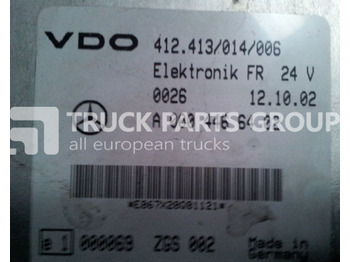 VDO 412.413/014/006
Elektronik FR 24 V
0026 12.10.02
TRUCK PARTS GROUP
all european trucks
e 1 000069 ZGS 002 Made in Germany